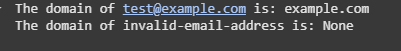 The domain of test@example.com is: example.com
The domain of invalid-email-address is: None